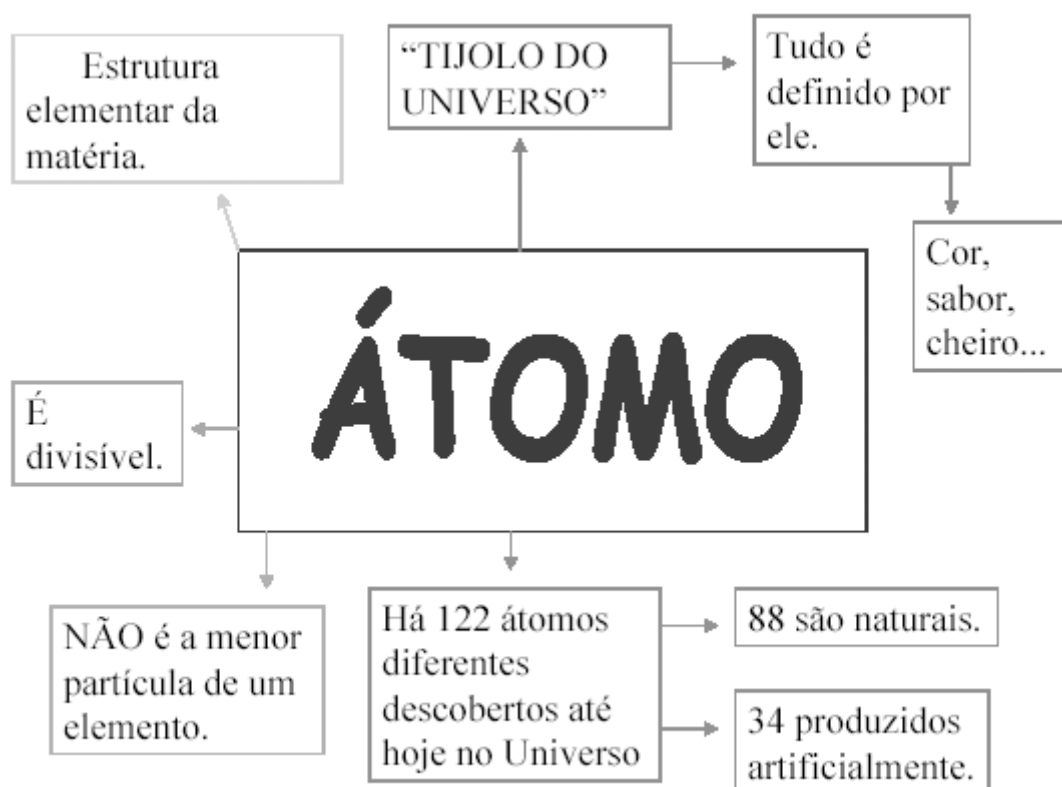 Estrutura
elementar da
matéria.
“TIJOLO DO
UNIVERSO”
Tudo é
definido por
ele.
Cor,
sabor,
cheiro...
ÁTOMO
É
divisível.
NÃO é a menor
partícula de um
elemento.
Há 122 átomos
diferentes
descobertos até
hoje no Universo
88 são naturais.
34 produzidos
artificialmente.